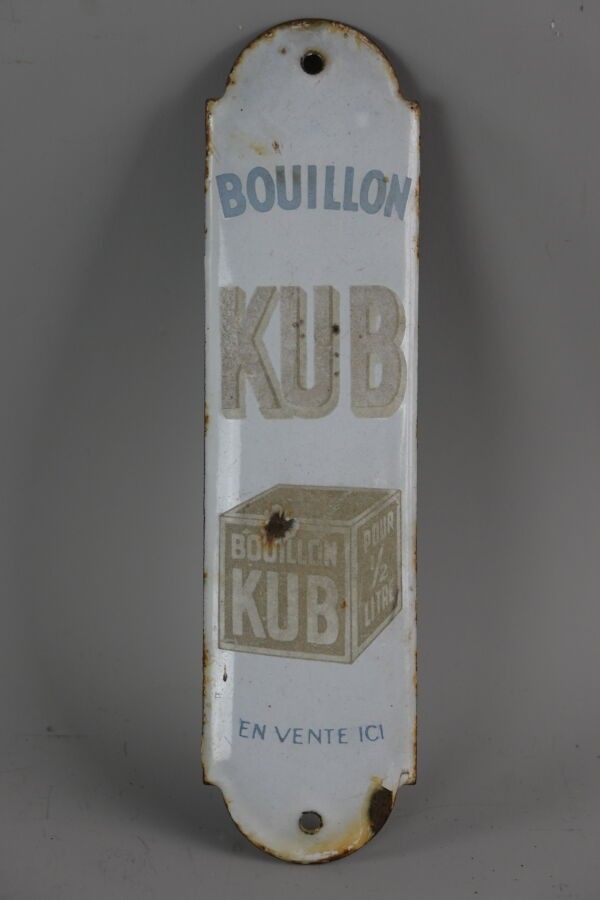 BOUILLON
KUB
BOUILLON
KUB
POUR
1/2
LITRE
EN VENTE ICI